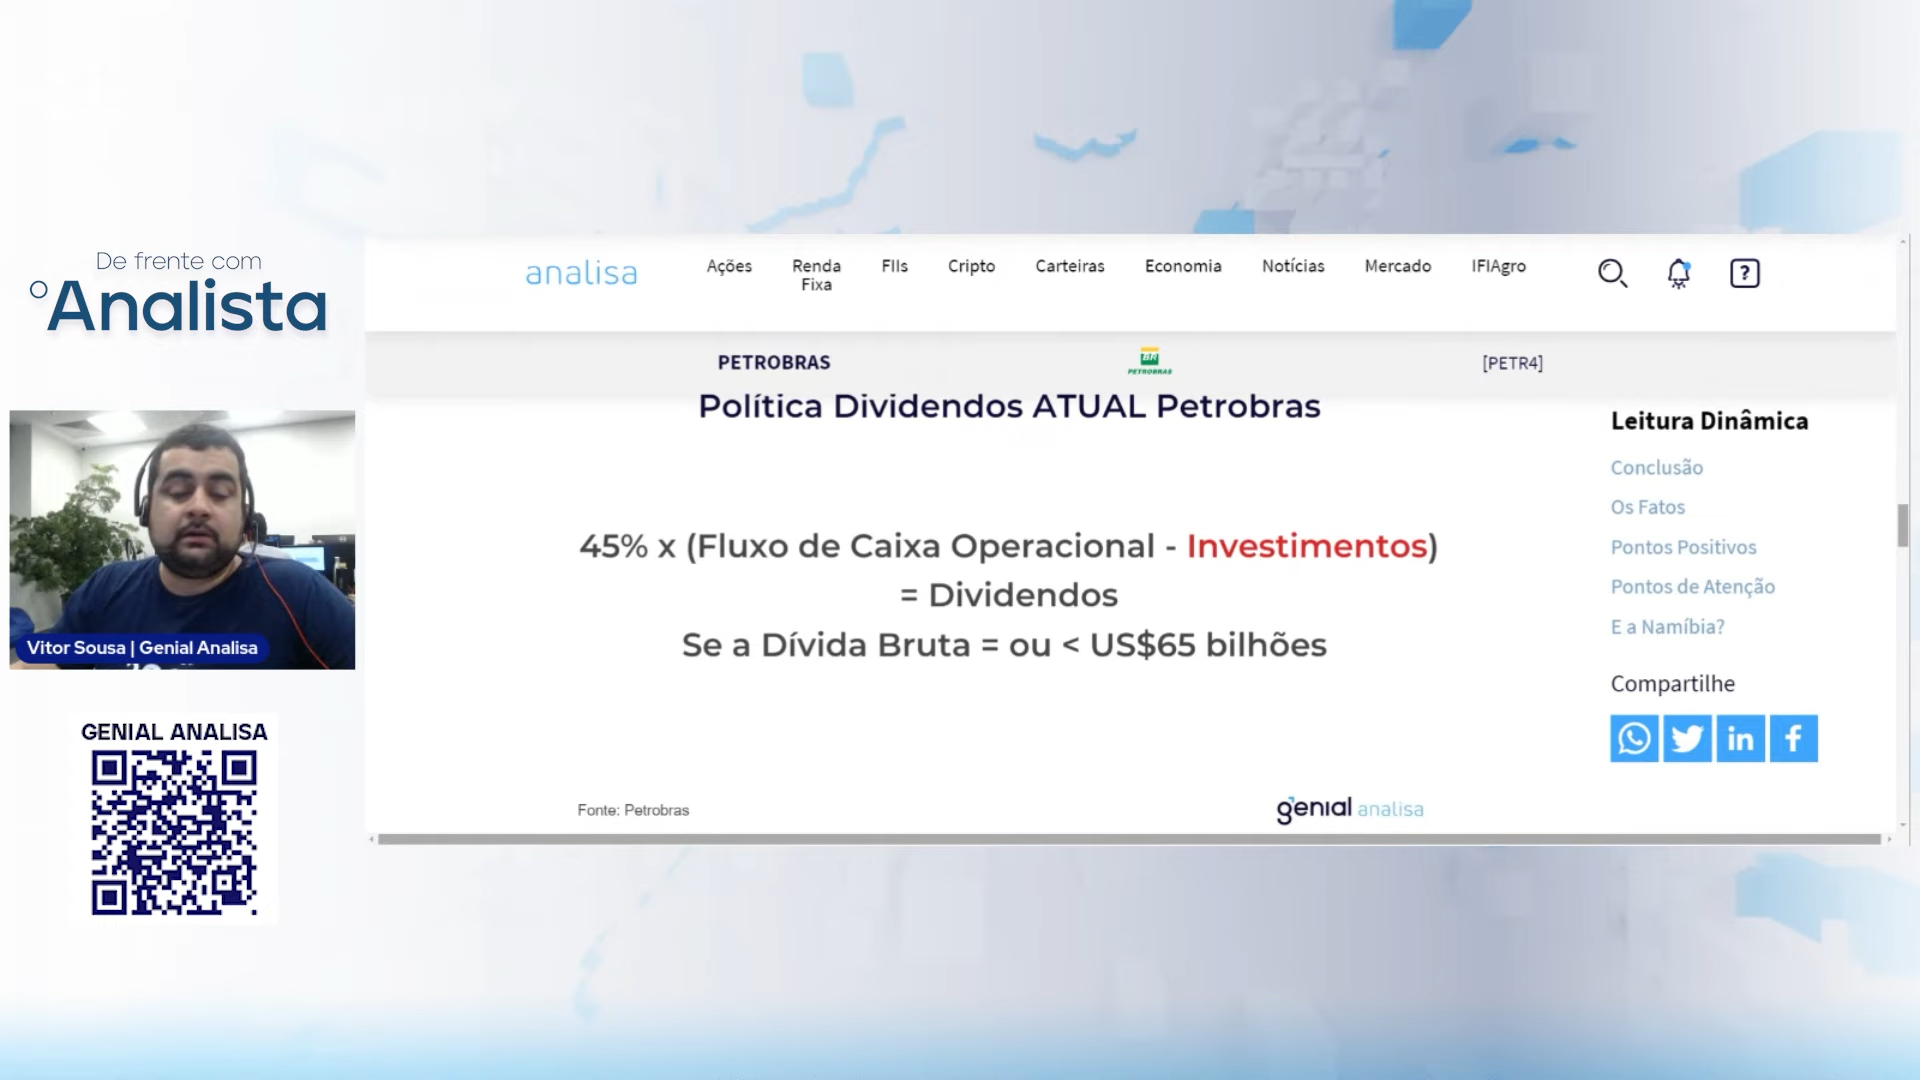 De frente com
Analista
Vitor Sousa | Genial Analisa
GENIAL ANALISA
analisa
Ações
Renda
Fixa
FIIs
Cripto
Carteiras
Economia
Notícias
Mercado
IFIAgro
?
PETROBRAS
BR
PETROBRAS
[PETR4]
Política Dividendos ATUAL Petrobras
45% x (Fluxo de Caixa Operacional - Investimentos)
= Dividendos
Se a Dívida Bruta = ou < US$65 bilhões
Fonte: Petrobras
genial analisa
Leitura Dinâmica
Conclusão
Os Fatos
Pontos Positivos
Pontos de Atenção
E a Namíbia?
Compartilhe
in
f